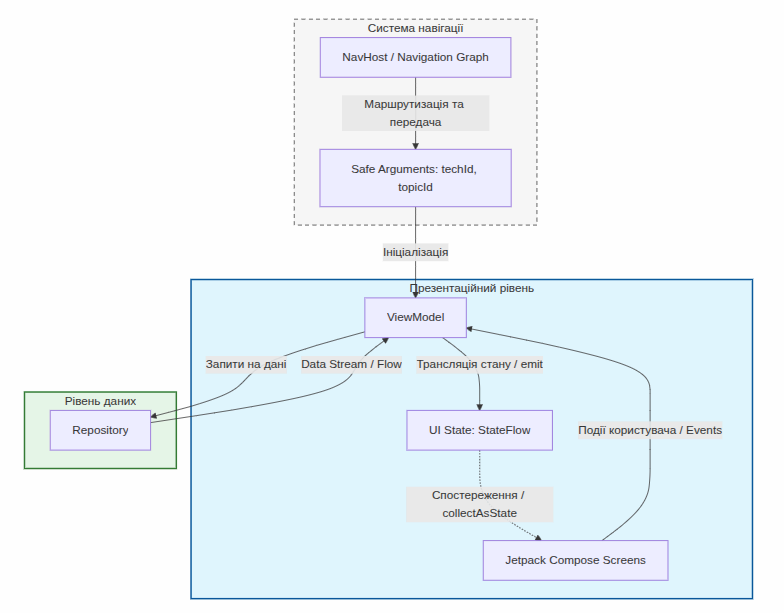 Система навігації
NavHost / Navigation Graph
Маршрутизація та
передача
Safe Arguments: techId,
topicId
Ініціалізація
Презентаційний рівень
ViewModel
Запити на дані
Data Stream / Flow
Трансляція стану / emit
Рівень даних
Repository
UI State: StateFlow
Події користувача / Events
Спостереження /
collectAsState
Jetpack Compose Screens